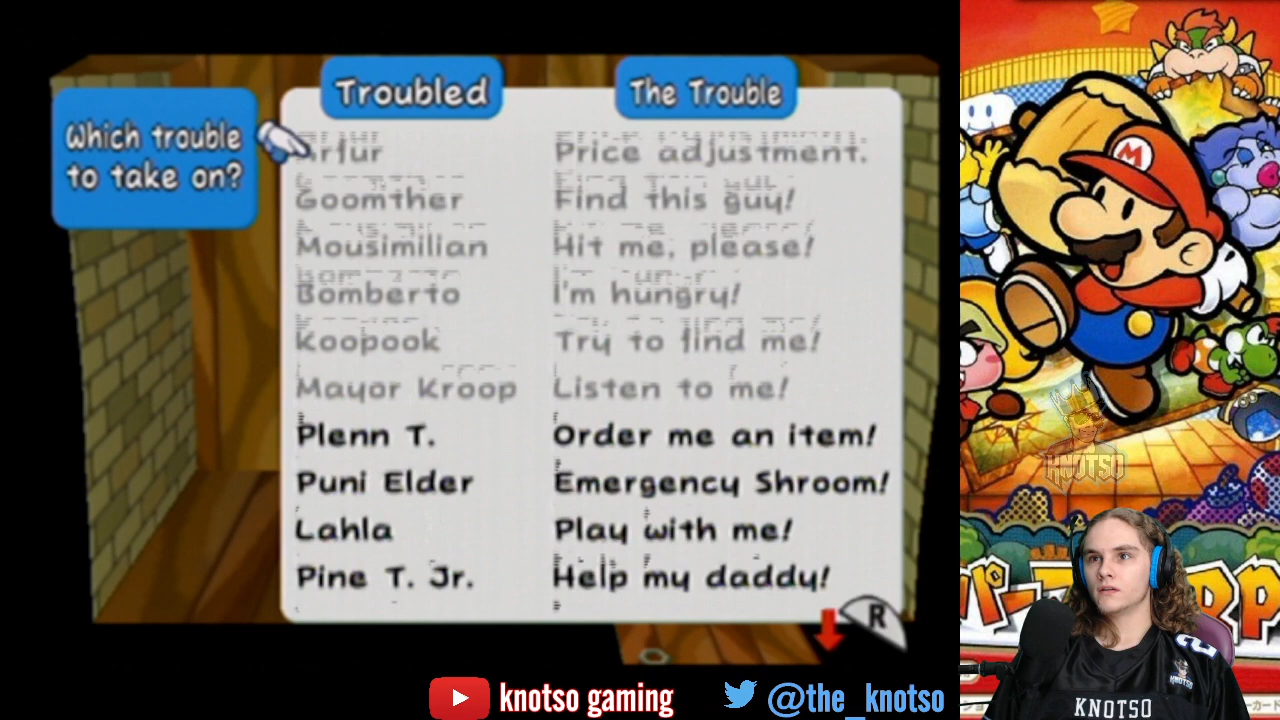 Troubled
The Trouble
Which trouble
to take on?
Arfur
Price adjustment.
Goomther
Find this guy!
Mousimilian
Hit me, please!
Bomberto
I'm hungry!
Koopook
Try to find me!
Mayor Kroop
Listen to me!
Plenn T.
Order me an item!
Puni Elder
Emergency Shroom!
Lahla
Play with me!
Pine T. Jr.
Help my daddy!
R
M
KNOTSO
RP
2
KNOTSO
knotso gaming
@the_knotso